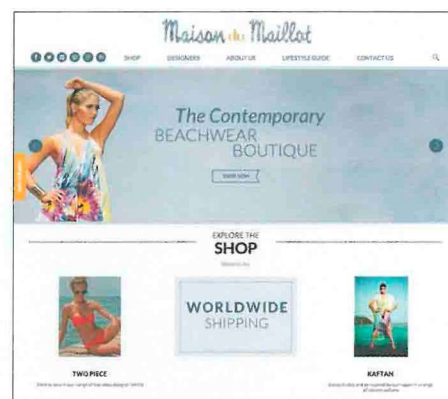 Maison du Maillot
SHOP DESIGNERS ABOUT US LIFESTYLE GUIDE CONTACT US
The Contemporary
BEACHWEAR
BOUTIQUE
SHOP NOW
EXPLORE THE
SHOP
WORLDWIDE
SHIPPING
TWO PIECE
KAFTAN